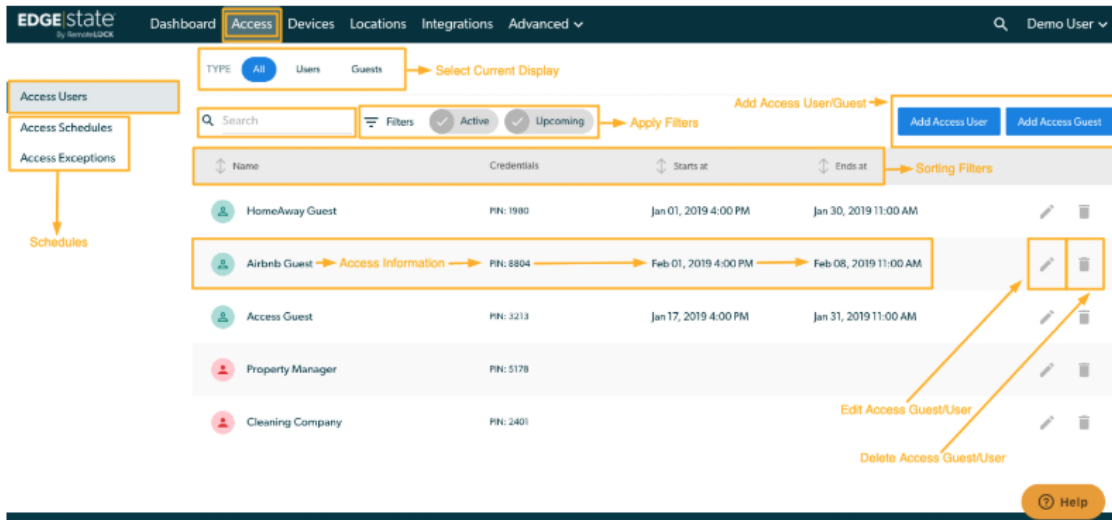 EDGEstate Dashboard Access Devices Locations Integrations Advanced Demo User
By RemoteLOCK
TYPE All Users Guests Select Current Display
Access Users
Access Schedules
Access Exceptions
Schedules
Search Filters Active Upcoming Apply Filters
Add Access User/Guest
Add Access User Add Access Guest
Name Credentials Starts at Ends at Sorting Filters
HomeAway Guest PIN: 1980 Jan 01, 2019 4:00 PM Jan 30, 2019 11:00 AM
Airbnb Guest Access Information PIN: 8804 Feb 01, 2019 4:00 PM Feb 08, 2019 11:00 AM
Access Guest PIN: 3213 Jan 17, 2019 4:00 PM Jan 31, 2019 11:00 AM
Property Manager PIN: 5178
Edit Access Guest/User
Cleaning Company PIN: 2401
Delete Access Guest/User
Help